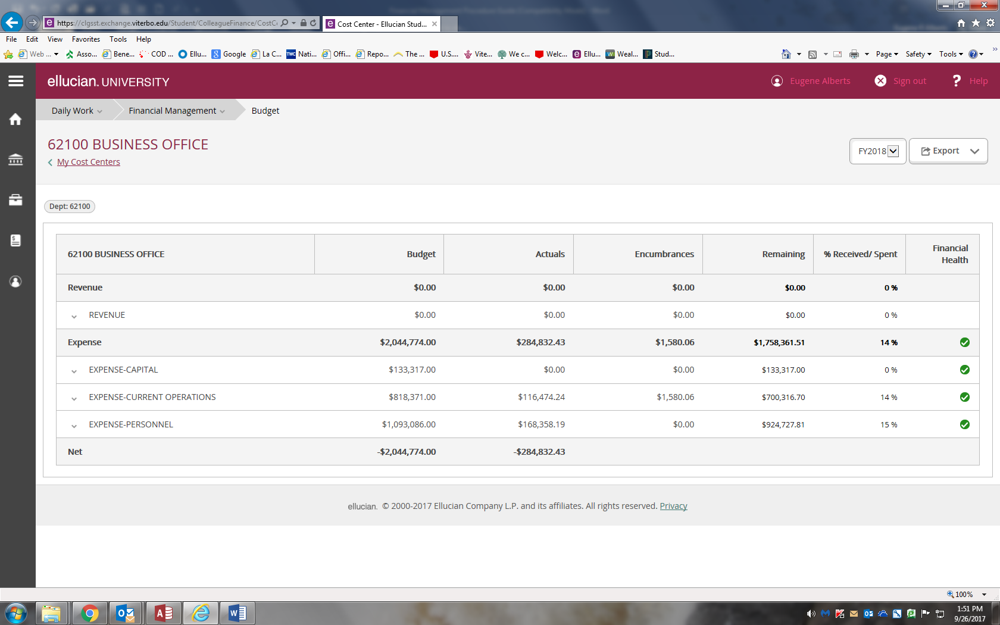 https://clgsst.exchange.viterbo.edu/Student/ColleagueFinance/CostC
Cost Center - Ellucian Stud...
File Edit View Favorites Tools Help
Web ... Asso... Bene... COD ... Ellu... Google La C... TWC Nati... Offi... Repo... The ... U.S.... Vite... We c... Welc... Ellu... Weal... Stud... Page Safety Tools
ellucian. UNIVERSITY Eugene Alberts Sign out ? Help
Daily Work Financial Management Budget
62100 BUSINESS OFFICE
My Cost Centers
FY2018 Export
Dept: 62100
62100 BUSINESS OFFICE Budget Actuals Encumbrances Remaining % Received/ Spent Financial Health
Revenue $0.00 $0.00 $0.00 $0.00 0 %
REVENUE $0.00 $0.00 $0.00 $0.00 0 %
Expense $2,044,774.00 $284,832.43 $1,580.06 $1,758,361.51 14 %
EXPENSE-CAPITAL $133,317.00 $0.00 $0.00 $133,317.00 0 %
EXPENSE-CURRENT OPERATIONS $818,371.00 $116,474.24 $1,580.06 $700,316.70 14 %
EXPENSE-PERSONNEL $1,093,086.00 $168,358.19 $0.00 $924,727.81 15 %
Net -$2,044,774.00 -$284,832.43
ellucian. © 2000-2017 Ellucian Company L.P. and its affiliates. All rights reserved. Privacy
100%
1:51 PM
9/26/2017